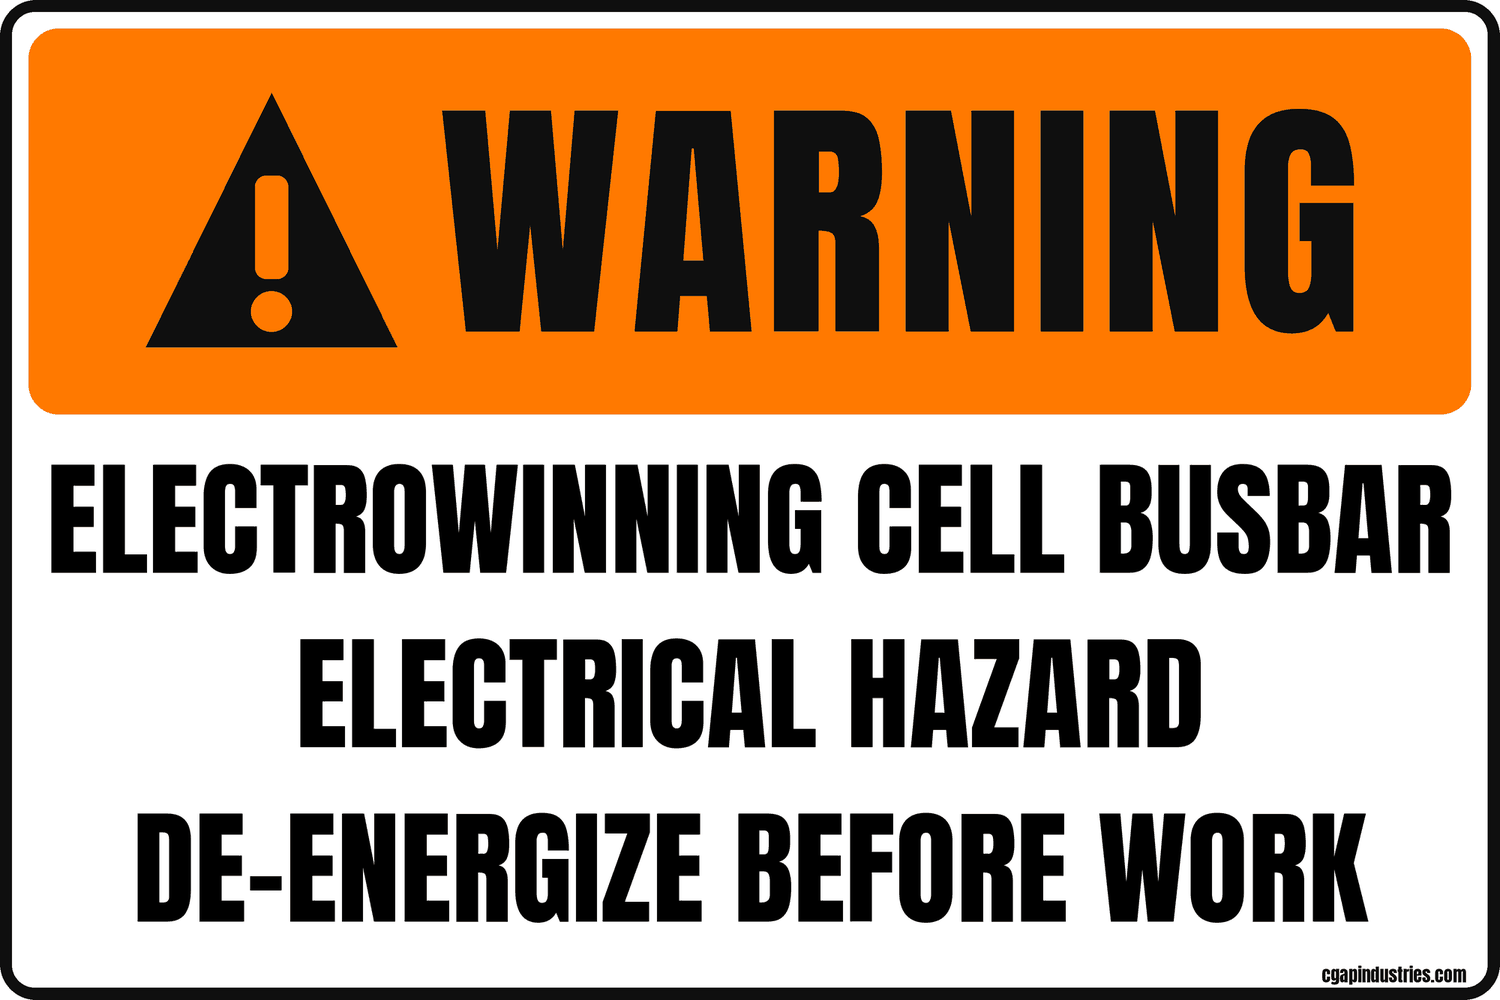 WARNING
ELECTROWINNING CELL BUSBAR
ELECTRICAL HAZARD
DE-ENERGIZE BEFORE WORK
cgapindustries.com